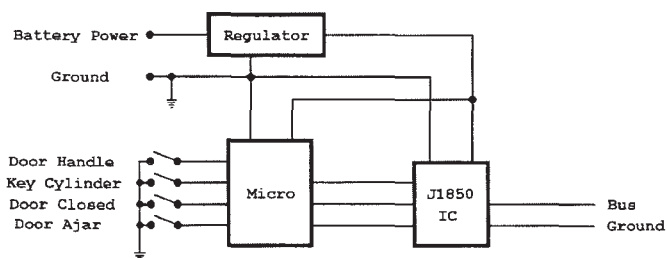 Battery Power
Regulator
Ground
Door Handle
Key Cylinder
Door Closed
Door Ajar
Micro
J1850
IC
Bus
Ground